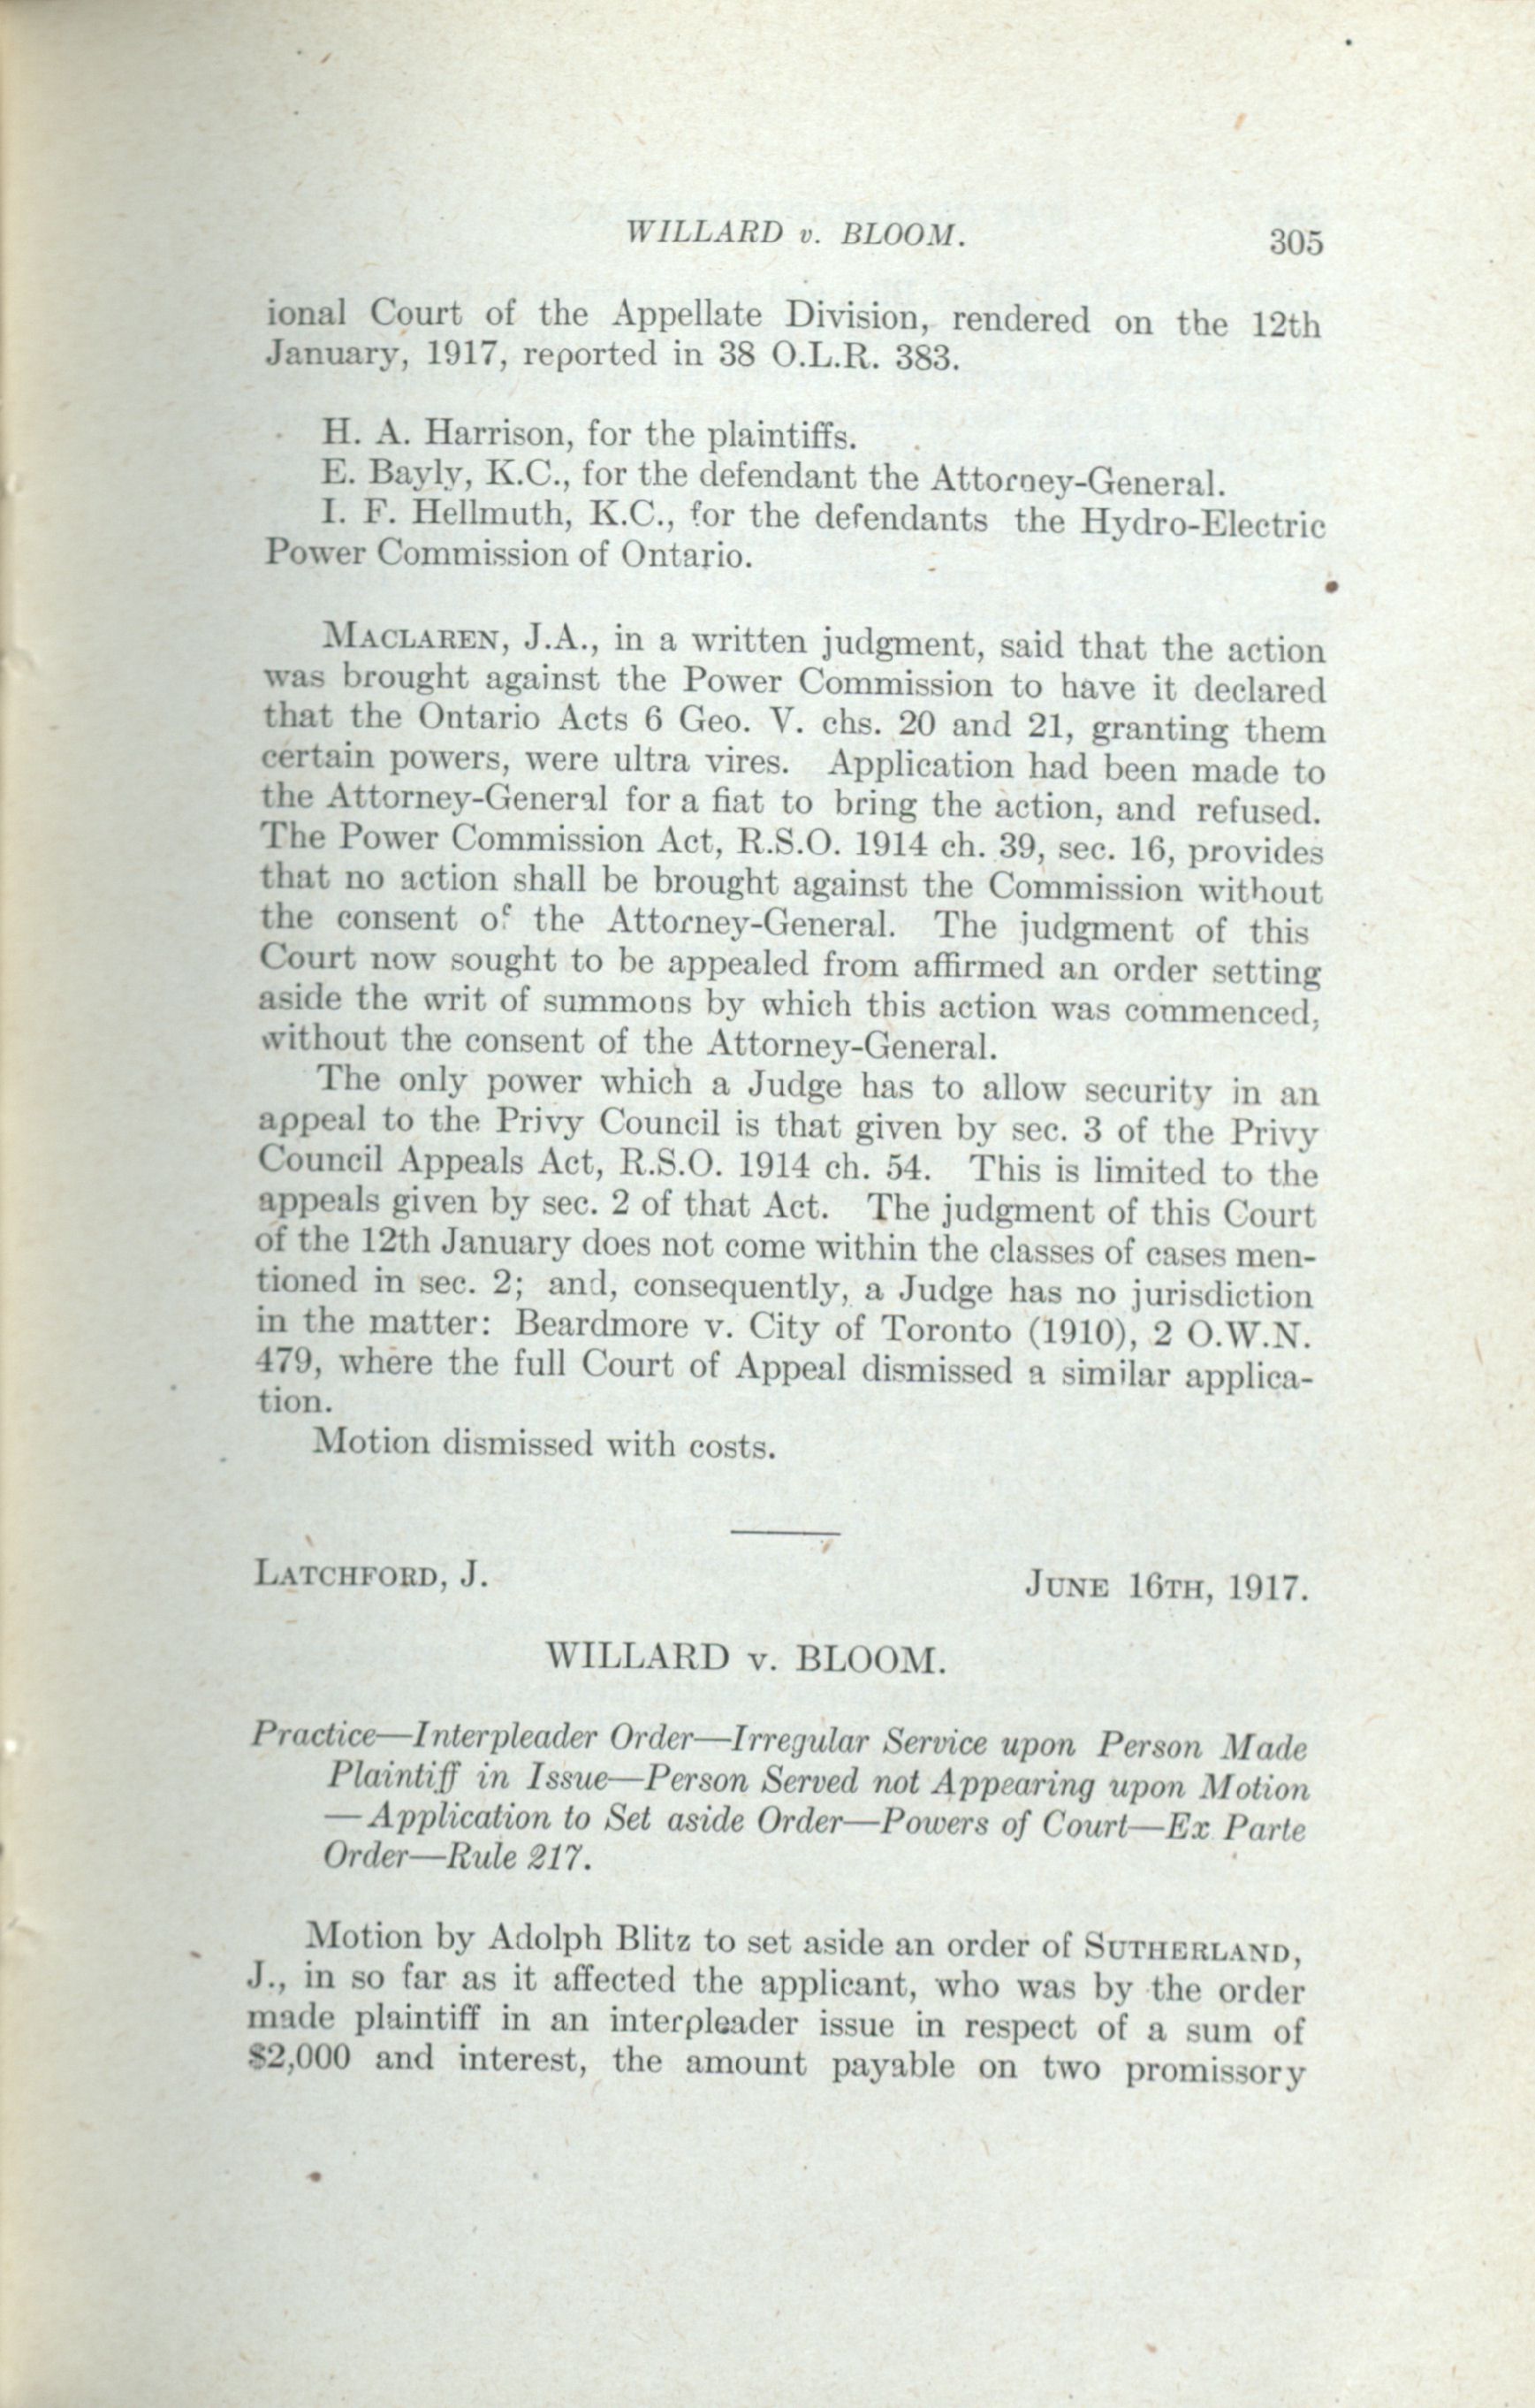 WILLARD v. BLOOM. 305
ional Court of the Appellate Division, rendered on the 12th
January, 1917, reported in 38 O.L.R. 383.
H. A. Harrison, for the plaintiffs.
E. Bayly, K.C., for the defendant the Attorney-General.
I. F. Hellmuth, K.C., for the defendants the Hydro-Electric
Power Commission of Ontario.
MACLAREN, J.A., in a written judgment, said that the action
was brought against the Power Commission to have it declared
that the Ontario Acts 6 Geo. V. chs. 20 and 21, granting them
certain powers, were ultra vires. Application had been made to
the Attorney-General for a fiat to bring the action, and refused.
The Power Commission Act, R.S.O. 1914 ch. 39, sec. 16, provides
that no action shall be brought against the Commission without
the consent of the Attorney-General. The judgment of this
Court now sought to be appealed from affirmed an order setting
aside the writ of summons by which this action was commenced,
without the consent of the Attorney-General.
The only power which a Judge has to allow security in an
appeal to the Privy Council is that given by sec. 3 of the Privy
Council Appeals Act, R.S.O. 1914 ch. 54. This is limited to the
appeals given by sec. 2 of that Act. The judgment of this Court
of the 12th January does not come within the classes of cases men-
tioned in sec. 2; and, consequently, a Judge has no jurisdiction
in the matter: Beardmore v. City of Toronto (1910), 2 O.W.N.
479, where the full Court of Appeal dismissed a similar applica-
tion.
Motion dismissed with costs.
LATCHFORD, J. JUNE 16TH, 1917.
WILLARD v. BLOOM.
Practice—Interpleader Order—Irregular Service upon Person Made
Plaintiff in Issue—Person Served not Appearing upon Motion
—Application to Set aside Order—Powers of Court—Ex Parte
Order—Rule 217.
Motion by Adolph Blitz to set aside an order of SUTHERLAND,
J., in so far as it affected the applicant, who was by the order
made plaintiff in an interpleader issue in respect of a sum of
$2,000 and interest, the amount payable on two promissory